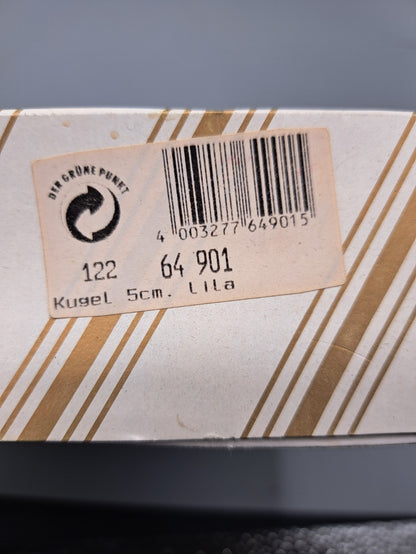 DER GRÜNE PUNKT
4 003277 649015
122 64 901
Kugel 5cm. Lila